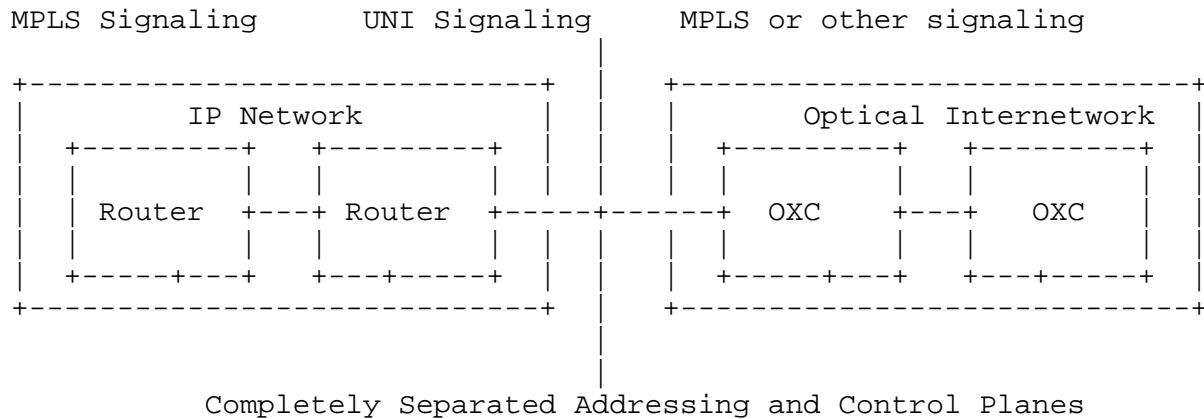 MPLS Signaling UNI Signaling MPLS or other signaling
IP Network Optical Internetwork
Router Router OXC OXC
Completely Separated Addressing and Control Planes